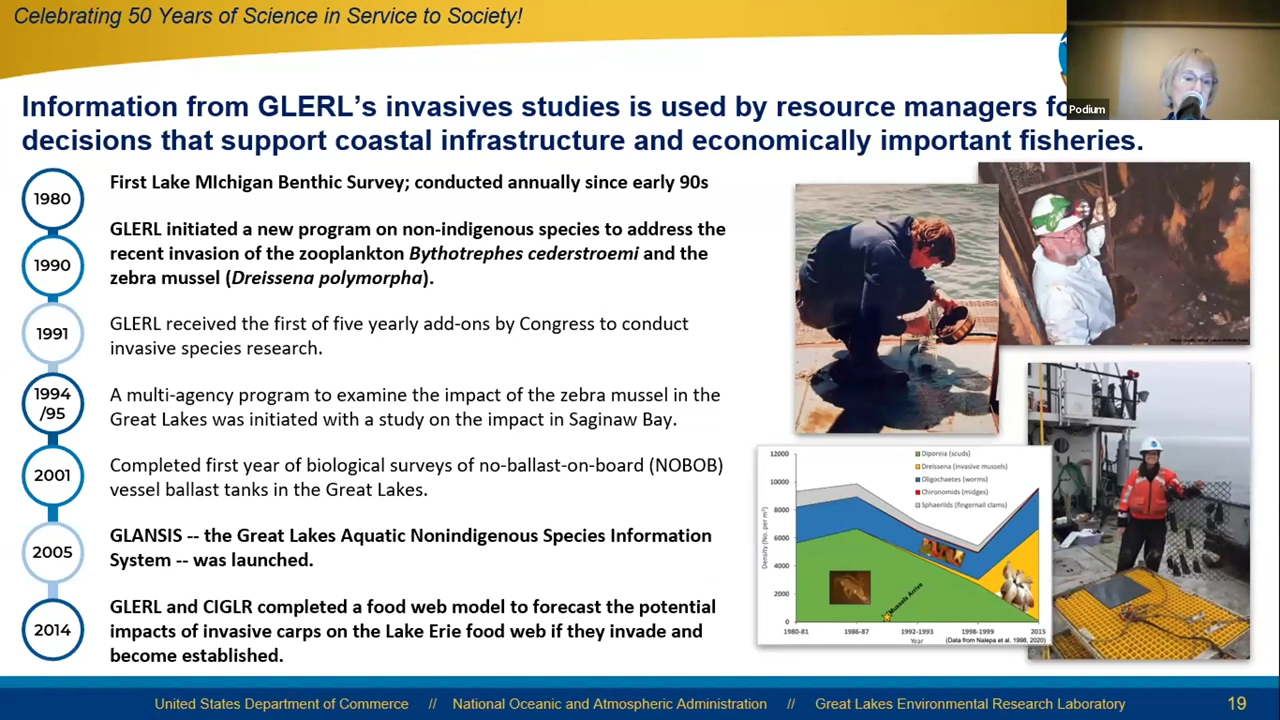 Celebrating 50 Years of Science in Service to Society!
Podium
Information from GLERL's invasives studies is used by resource managers
decisions that support coastal infrastructure and economically important fisheries.
1980
First Lake MIchigan Benthic Survey; conducted annually since early 90s
1990
GLERL initiated a new program on non-indigenous species to address the
recent invasion of the zooplankton Bythotrephes cederstroemi and the
zebra mussel (Dreissena polymorpha).
1991
GLERL received the first of five yearly add-ons by Congress to conduct
invasive species research.
1994
/95
A multi-agency program to examine the impact of the zebra mussel in the
Great Lakes was initiated with a study on the impact in Saginaw Bay.
2001
Completed first year of biological surveys of no-ballast-on-board (NOBOB)
vessel ballast tanks in the Great Lakes.
2005
GLANSIS -- the Great Lakes Aquatic Nonindigenous Species Information
System -- was launched.
2014
GLERL and CIGLR completed a food web model to forecast the potential
impacts of invasive carps on the Lake Erie food web if they invade and
become established.
Density (No. per m²)
12000
10000
8000
6000
4000
2000
0
Diporeia (scuds)
Dreissena (invasive mussels)
Oligochaetes (worms)
Chironomids (midges)
Sphaeriids (fingernail clams)
Mussels Arrive
1980-81
1986-87
1992-1993
1998-1999
2015
Year
(Data from Nalepa et al. 1998, 2020)
United States Department of Commerce // National Oceanic and Atmospheric Administration // Great Lakes Environmental Research Laboratory
19